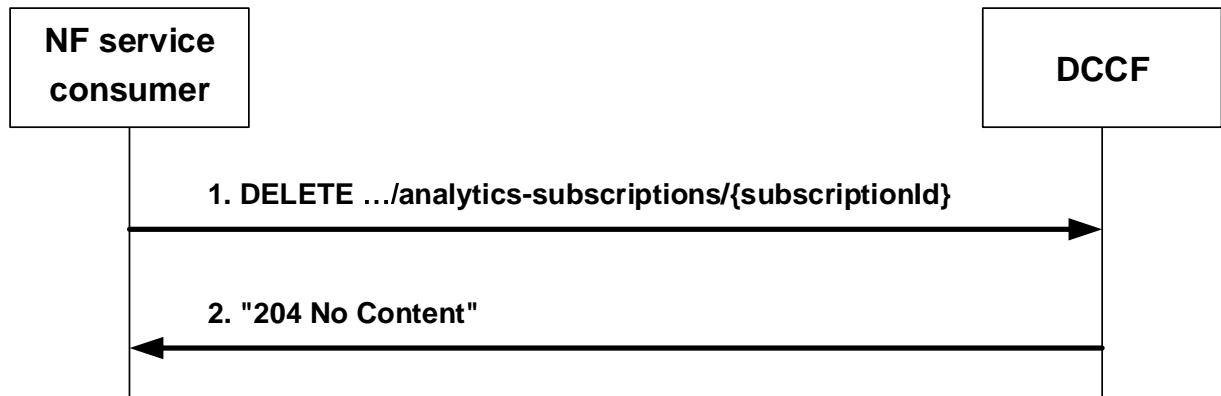 NF service
consumer
DCCF
1. DELETE …/analytics-subscriptions/{subscriptionId}
2. "204 No Content"